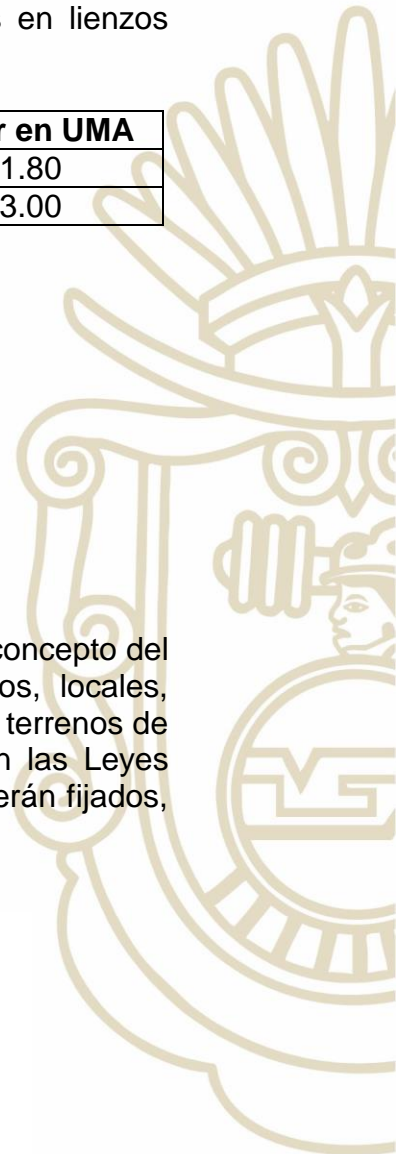 en lienzos
en UMA
1.80
3.00
concepto del
os, locales,
terrenos de
las Leyes
erán fijados,